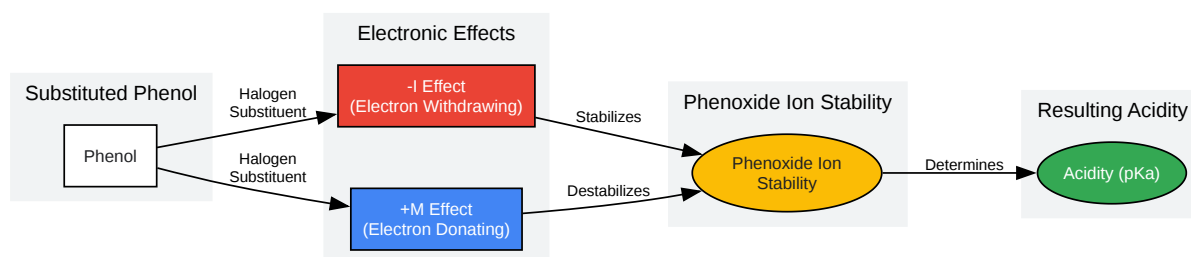 Substituted Phenol
Phenol
Halogen
Substituent
Halogen
Substituent
Electronic Effects
-I Effect
(Electron Withdrawing)
+M Effect
(Electron Donating)
Stabilizes
Destabilizes
Phenoxide Ion Stability
Phenoxide Ion
Stability
Determines
Resulting Acidity
Acidity (pKa)